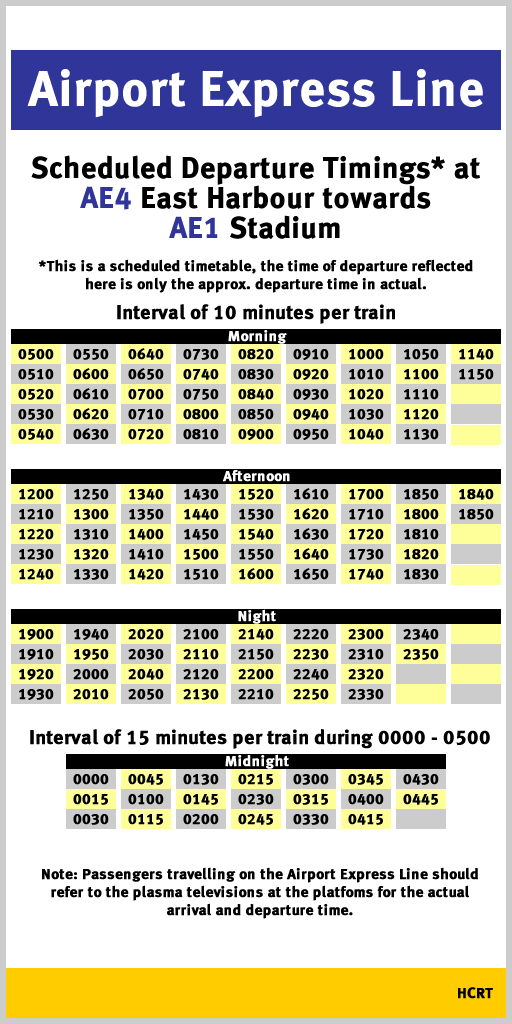 Airport Express Line
Scheduled Departure Timings* at
AE4 East Harbour towards
AE1 Stadium
*This is a scheduled timetable, the time of departure reflected
here is only the approx. departure time in actual.
Interval of 10 minutes per train
Morning
0500 0550 0640 0730 0820 0910 1000 1050 1140
0510 0600 0650 0740 0830 0920 1010 1100 1150
0520 0610 0700 0750 0840 0930 1020 1110
0530 0620 0710 0800 0850 0940 1030 1120
0540 0630 0720 0810 0900 0950 1040 1130
Afternoon
1200 1250 1340 1430 1520 1610 1700 1850 1840
1210 1300 1350 1440 1530 1620 1710 1800 1850
1220 1310 1400 1450 1540 1630 1720 1810
1230 1320 1410 1500 1550 1640 1730 1820
1240 1330 1420 1510 1600 1650 1740 1830
Night
1900 1940 2020 2100 2140 2220 2300 2340
1910 1950 2030 2110 2150 2230 2310 2350
1920 2000 2040 2120 2200 2240 2320
1930 2010 2050 2130 2210 2250 2330
Interval of 15 minutes per train during 0000 - 0500
Midnight
0000 0045 0130 0215 0300 0345 0430
0015 0100 0145 0230 0315 0400 0445
0030 0115 0200 0245 0330 0415
Note: Passengers travelling on the Airport Express Line should
refer to the plasma televisions at the platfoms for the actual
arrival and departure time.
HCRT